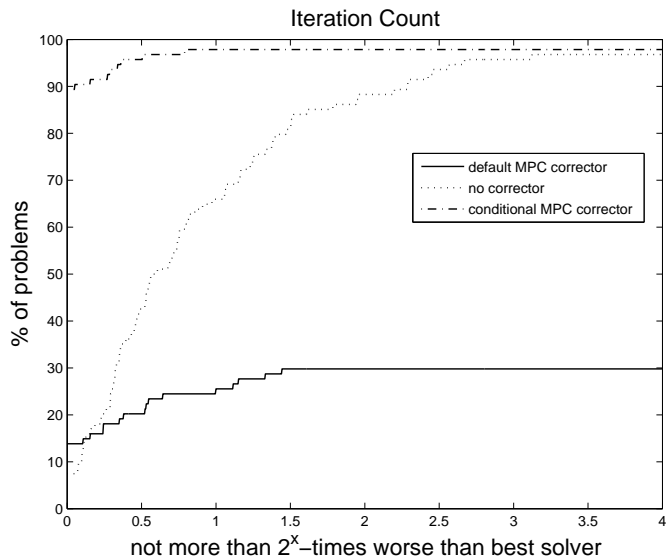 Iteration Count
% of problems
100
90
80
70
60
50
40
30
20
10
0
default MPC corrector
no corrector
conditional MPC corrector
0 0.5 1 1.5 2 2.5 3 3.5 4
not more than 2^x−times worse than best solver